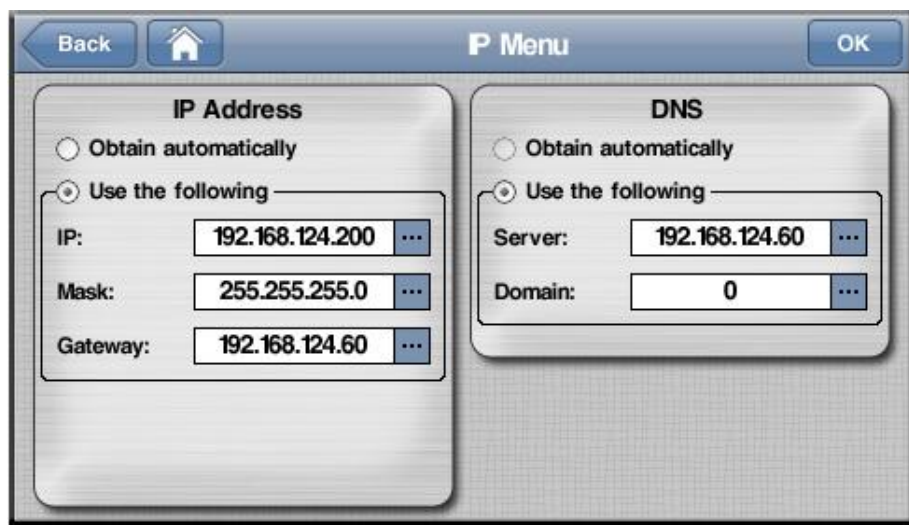 Back
IP Menu
OK
IP Address
Obtain automatically
Use the following
IP: 192.168.124.200 ...
Mask: 255.255.255.0 ...
Gateway: 192.168.124.60 ...
DNS
Obtain automatically
Use the following
Server: 192.168.124.60 ...
Domain: 0 ...